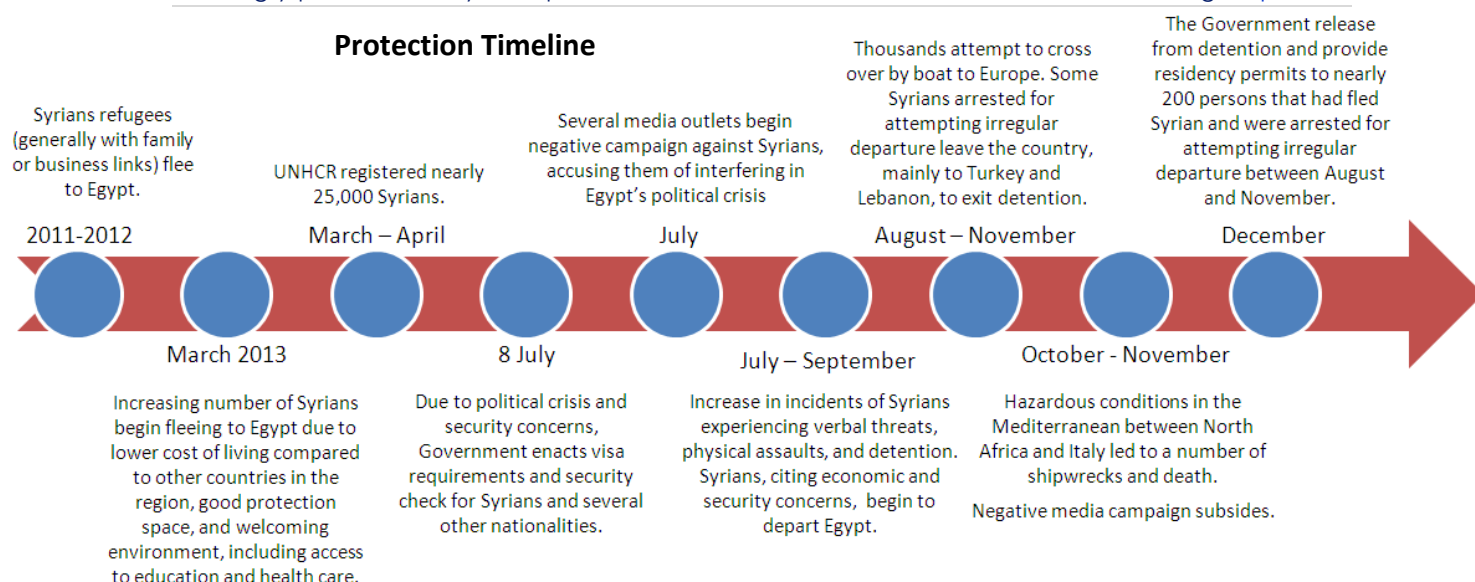 Protection Timeline
Syrians refugees
(generally with family
or business links) flee
to Egypt.
2011-2012
March 2013
Increasing number of Syrians
begin fleeing to Egypt due to
lower cost of living compared
to other countries in the
region, good protection
space, and welcoming
environment, including access
to education and health care.
UNHCR registered nearly
25,000 Syrians.
March – April
8 July
Due to political crisis and
security concerns,
Government enacts visa
requirements and security
check for Syrians and several
other nationalities.
Several media outlets begin
negative campaign against Syrians,
accusing them of interfering in
Egypt's political crisis
July
July – September
Increase in incidents of Syrians
experiencing verbal threats,
physical assaults, and detention.
Syrians, citing economic and
security concerns, begin to
depart Egypt.
Thousands attempt to cross
over by boat to Europe. Some
Syrians arrested for
attempting irregular
departure leave the country,
mainly to Turkey and
Lebanon, to exit detention.
August – November
October - November
Hazardous conditions in the
Mediterranean between North
Africa and Italy led to a number of
shipwrecks and death.
Negative media campaign subsides.
The Government release
from detention and provide
residency permits to nearly
200 persons that had fled
Syrian and were arrested for
attempting irregular
departure between August
and November.
December